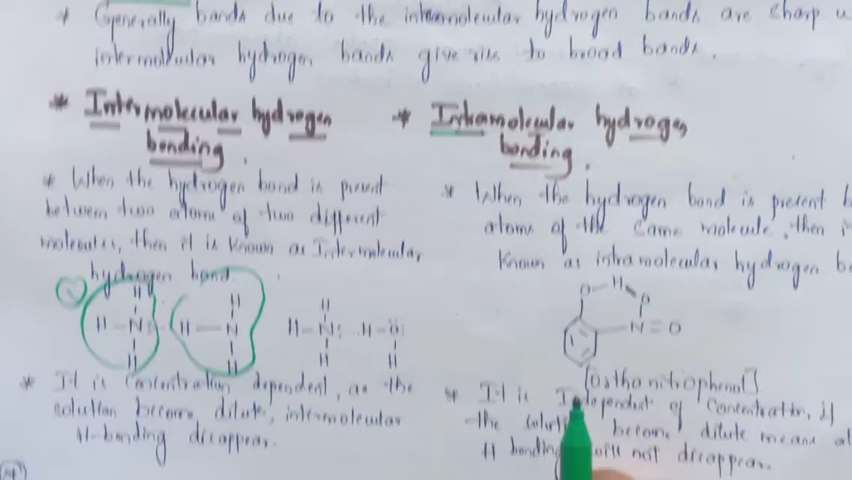 * Generally bands due to the intramolecular hydrogen bands are sharp
intermolecular hydrogen bands give rise to broad bands.
* Intermolecular hydrogen
bonding.
* When the hydrogen bond is present
between two atoms of two different
molecules, then it is known as Intermolecular
hydrogen bond.
H H H
H - N: H - N H - N: H - O:
H H H H
* It is concentration dependent, as the
solution become dilute, intermolecular
H-bonding disappear.
* Intramolecular hydrogen
bonding.
* When the hydrogen bond is present
atoms of the same molecule, then
known as intramolecular hydrogen
O - H
O
N = O
[Ortho nitrophenol]
* It is Independent of concentration, if
the become dilute means
H bonding will not disappear.